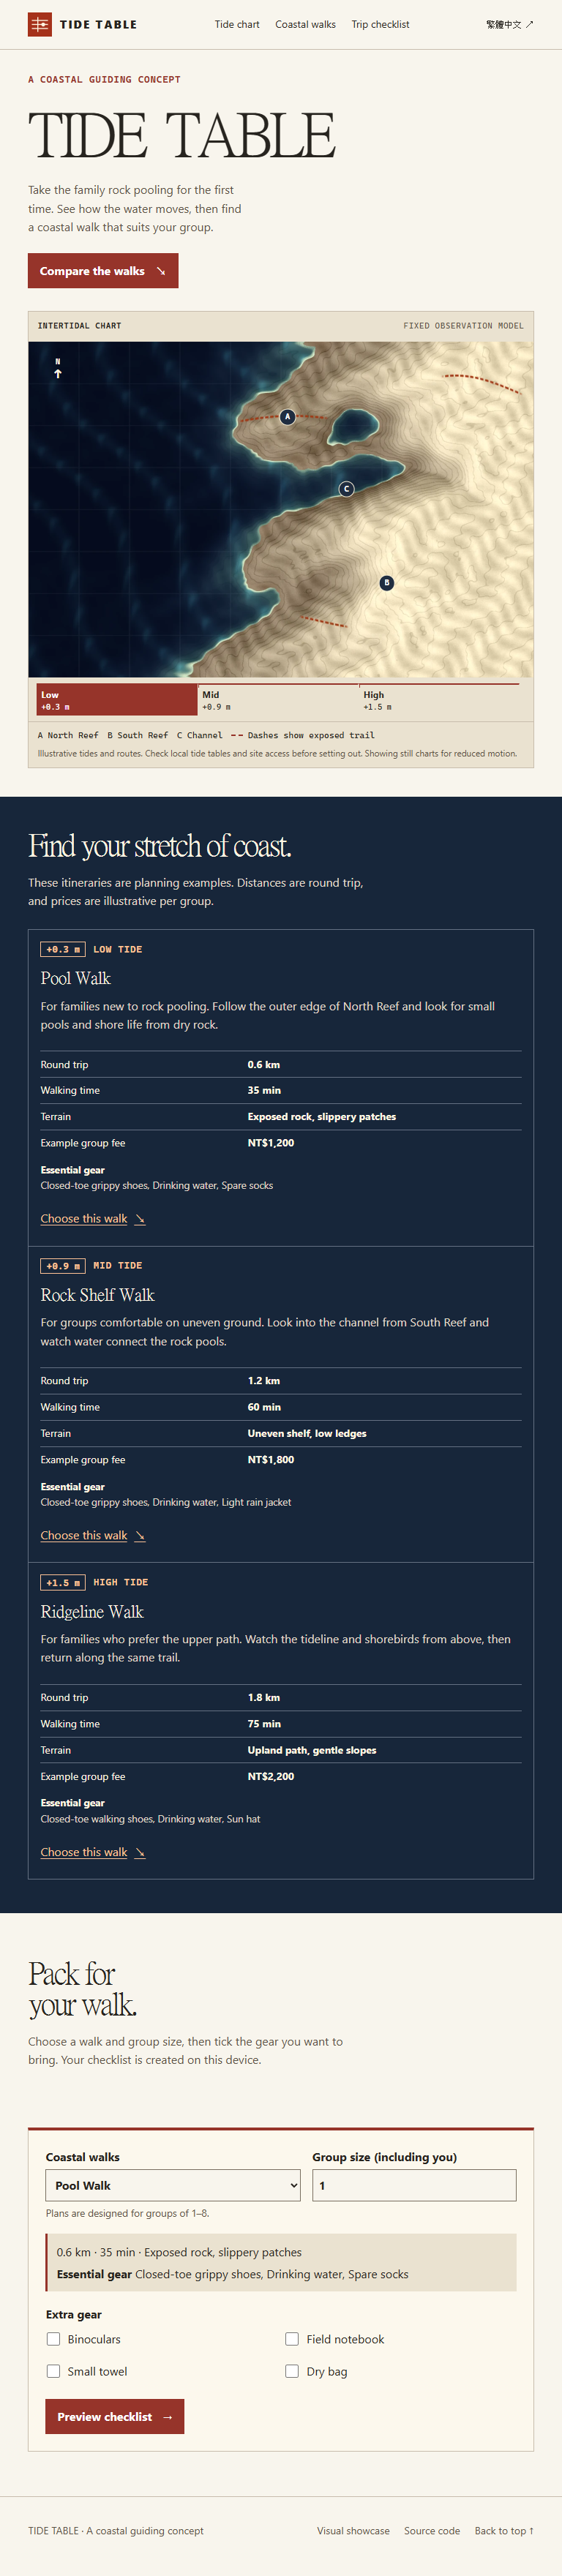 TIDE TABLE
Tide chart Coastal walks Trip checklist
繁體中文 ↗
A COASTAL GUIDING CONCEPT
TIDE TABLE
Take the family rock pooling for the first
time. See how the water moves, then find
a coastal walk that suits your group.
Compare the walks ↘
INTERTIDAL CHART
FIXED OBSERVATION MODEL
N
↑
A
C
B
Low
+0.3 m
Mid
+0.9 m
High
+1.5 m
A North Reef B South Reef C Channel Dashes show exposed trail
Illustrative tides and routes. Check local tide tables and site access before setting out. Showing still charts for reduced motion.
Find your stretch of coast.
These itineraries are planning examples. Distances are round trip,
and prices are illustrative per group.
+0.3 m LOW TIDE
Pool Walk
For families new to rock pooling. Follow the outer edge of North Reef and look for small
pools and shore life from dry rock.
Round trip 0.6 km
Walking time 35 min
Terrain Exposed rock, slippery patches
Example group fee NT$1,200
Essential gear
Closed-toe grippy shoes, Drinking water, Spare socks
Choose this walk ↘
+0.9 m MID TIDE
Rock Shelf Walk
For groups comfortable on uneven ground. Look into the channel from South Reef and
watch water connect the rock pools.
Round trip 1.2 km
Walking time 60 min
Terrain Uneven shelf, low ledges
Example group fee NT$1,800
Essential gear
Closed-toe grippy shoes, Drinking water, Light rain jacket
Choose this walk ↘
+1.5 m HIGH TIDE
Ridgeline Walk
For families who prefer the upper path. Watch the tideline and shorebirds from above, then
return along the same trail.
Round trip 1.8 km
Walking time 75 min
Terrain Upland path, gentle slopes
Example group fee NT$2,200
Essential gear
Closed-toe walking shoes, Drinking water, Sun hat
Choose this walk ↘
Pack for
your walk.
Choose a walk and group size, then tick the gear you want to
bring. Your checklist is created on this device.
Coastal walks
Pool Walk
Group size (including you)
1
Plans are designed for groups of 1–8.
0.6 km · 35 min · Exposed rock, slippery patches
Essential gear Closed-toe grippy shoes, Drinking water, Spare socks
Extra gear
Binoculars
Field notebook
Small towel
Dry bag
Preview checklist →
TIDE TABLE · A coastal guiding concept
Visual showcase Source code Back to top ↑